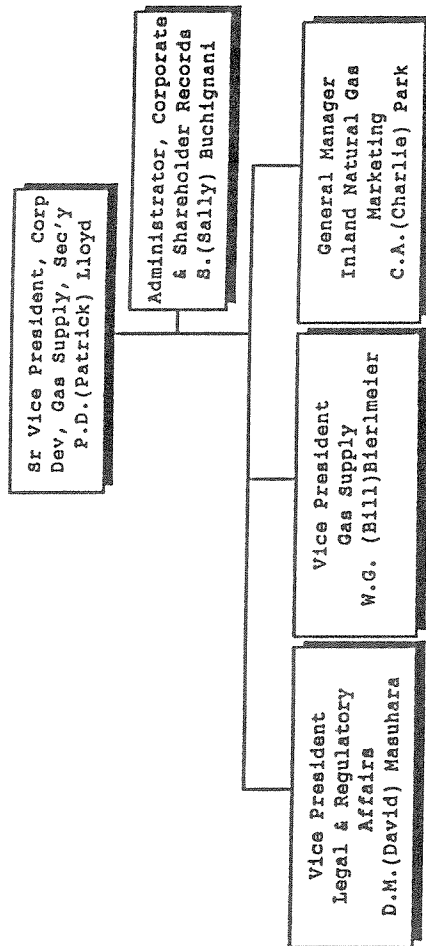 Sr Vice President, Corp
Dev, Gas Supply, Sec'y
P.D.(Patrick) Lloyd
Administrator, Corporate
& Shareholder Records
S.(Sally) Buchignani
Vice President
Legal & Regulatory
Affairs
D.M.(David) Masuhara
Vice President
Gas Supply
W.G. (Bill)Bierlmeier
General Manager
Inland Natural Gas
Marketing
C.A.(Charlie) Park